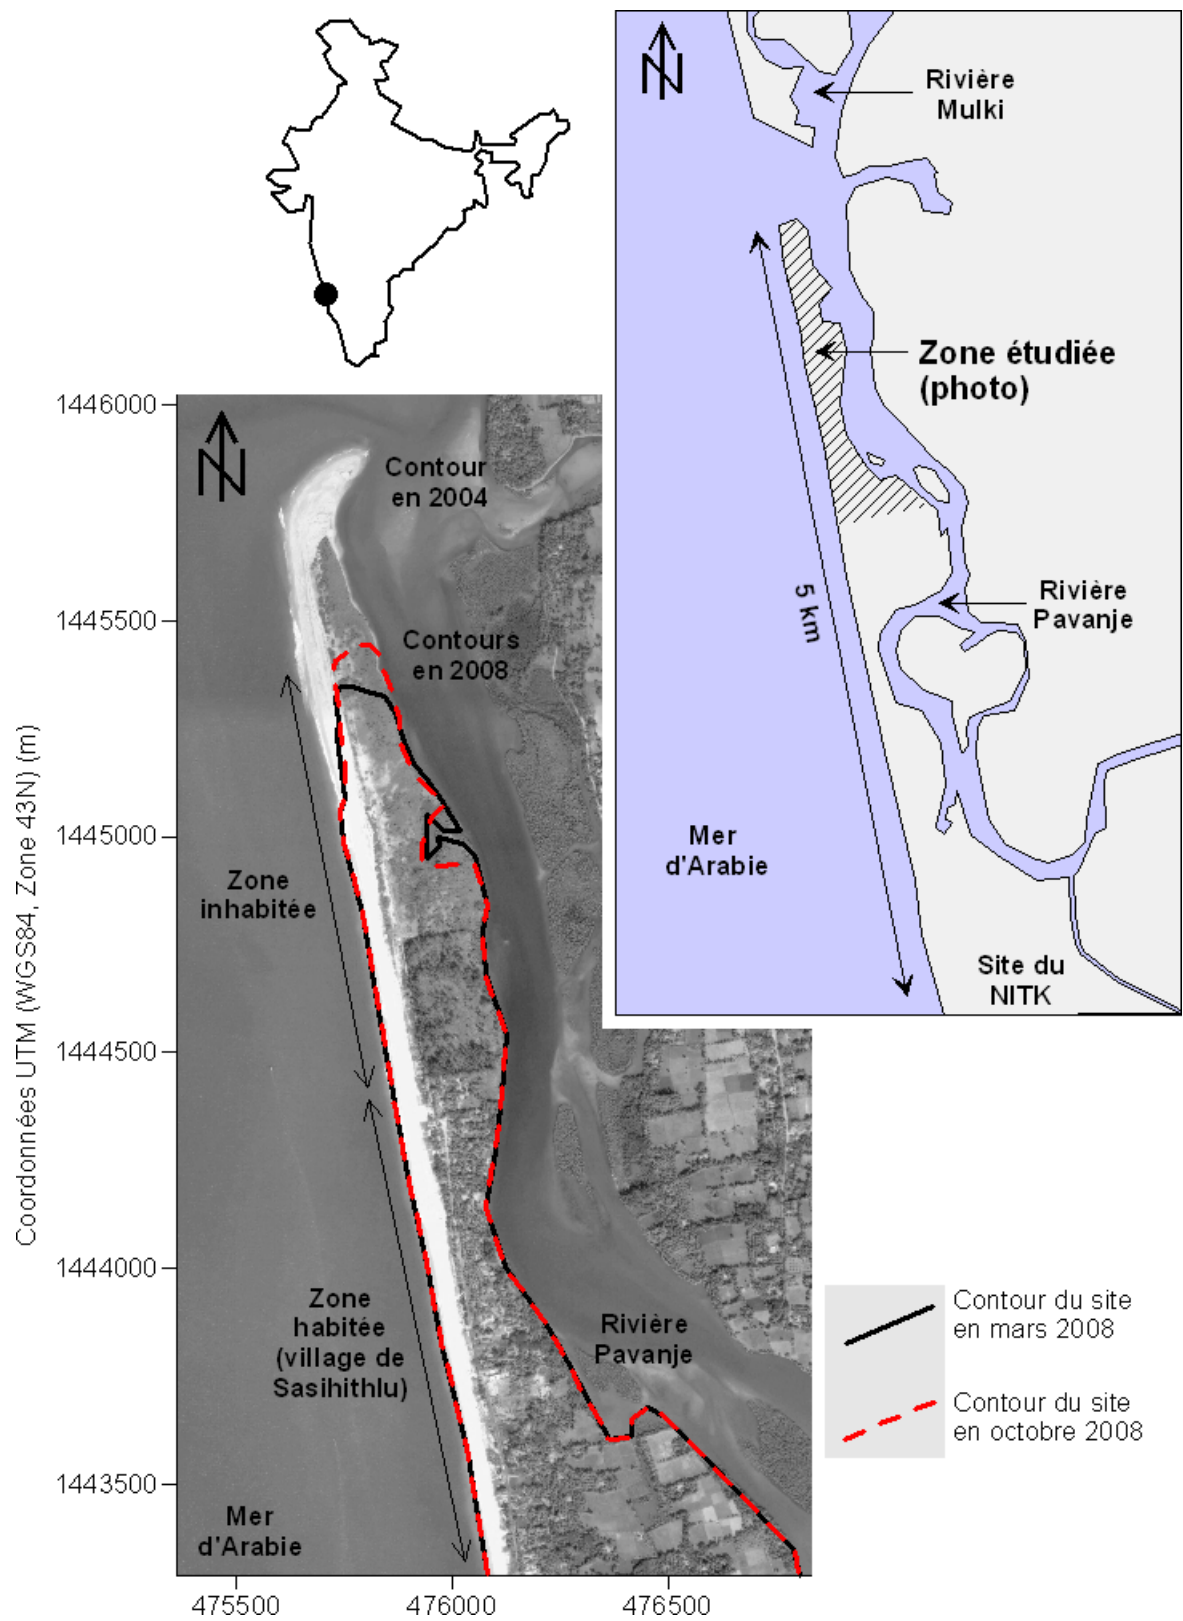 N
Rivière
Mulki
Zone étudiée
(photo)
Rivière
Pavanje
5 km
Mer
d'Arabie
Site du
NITK
N
Contour
en 2004
Contours
en 2008
Zone
inhabitée
Zone
habitée
(village de
Sasihithlu)
Rivière
Pavanje
Mer
d'Arabie
Coordonnées UTM (WGS84, Zone 43N) (m)
1446000
1445500
1445000
1444500
1444000
1443500
475500
476000
476500
Contour du site
en mars 2008
Contour du site
en octobre 2008